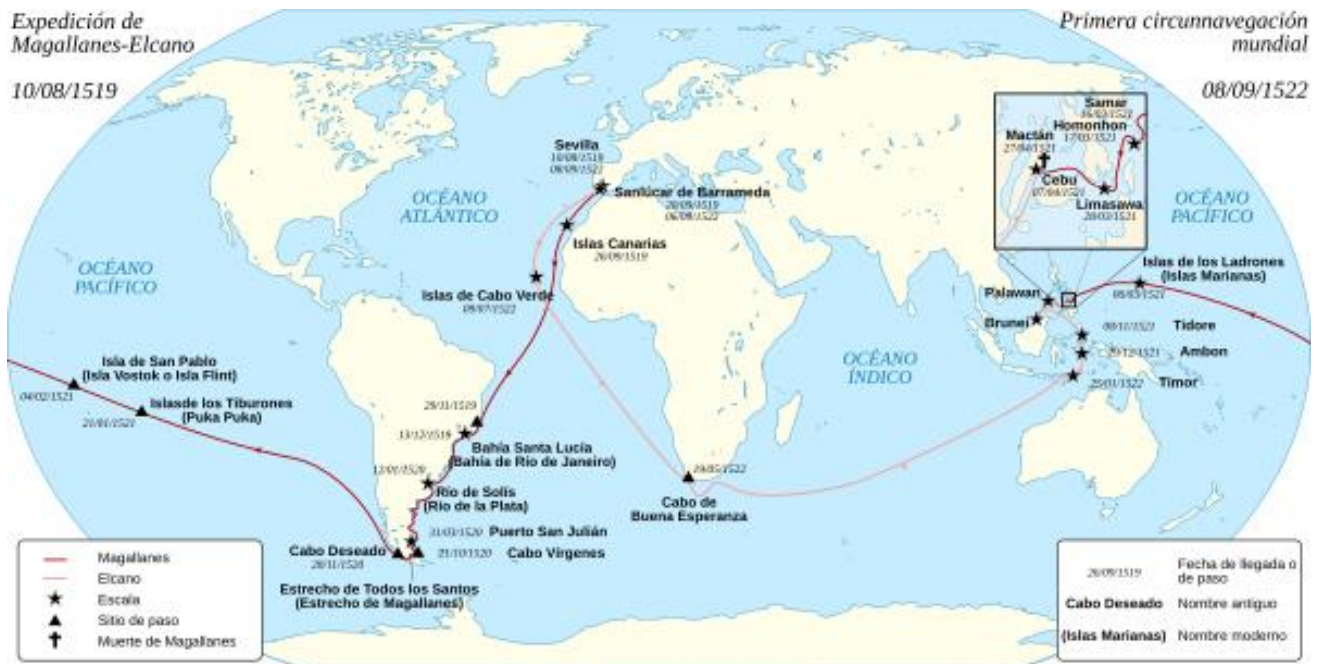 Expedición de
Magallanes-Elcano
10/08/1519
Primera circunnavegación
mundial
08/09/1522
Samar
16/03/1521
Homonhon
17/03/1521
Mactán
27/04/1521
Cebu
07/04/1521
Limasawa
28/03/1521
Sevilla
10/08/1519
08/09/1521
Sanlúcar de Barrameda
20/09/1519
06/09/1522
OCÉANO
ATLÁNTICO
OCÉANO
PACÍFICO
Islas Canarias
26/09/1519
OCÉANO
PACÍFICO
Islas de los Ladrones
(Islas Marianas)
06/03/1521
Islas de Cabo Verde
09/07/1522
Palawan
Brunei
08/11/1521 Tidore
29/12/1521 Ambon
25/01/1522 Timor
OCÉANO
ÍNDICO
Isla de San Pablo
(Isla Vostok o Isla Flint)
04/02/1521
Islasde los Tiburones
(Puka Puka)
21/01/1521
29/11/1519
13/12/1519
Bahía Santa Lucía
(Bahía de Río de Janeiro)
12/01/1520
Río de Solís
(Río de la Plata)
19/05/1522
Cabo de
Buena Esperanza
31/03/1520 Puerto San Julián
Cabo Deseado
28/11/1520
21/10/1520 Cabo Vírgenes
Estrecho de Todos los Santos
(Estrecho de Magallanes)
Magallanes
Elcano
Escala
Sitio de paso
Muerte de Magallanes
26/09/1519 Fecha de llegada o
de paso
Cabo Deseado Nombre antiguo
(Islas Marianas) Nombre moderno